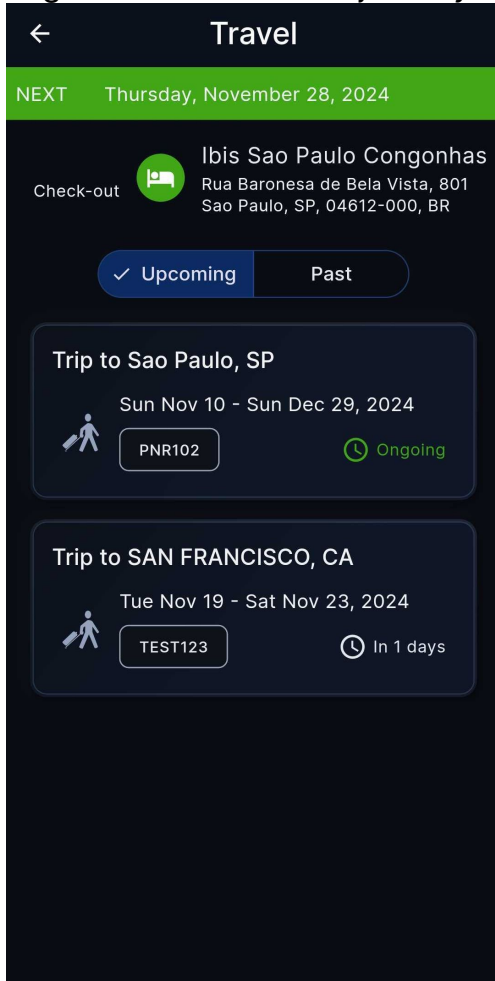 Travel
NEXT Thursday, November 28, 2024
Ibis Sao Paulo Congonhas
Check-out
Rua Baronesa de Bela Vista, 801
Sao Paulo, SP, 04612-000, BR
Upcoming
Past
Trip to Sao Paulo, SP
Sun Nov 10 - Sun Dec 29, 2024
PNR102
Ongoing
Trip to SAN FRANCISCO, CA
Tue Nov 19 - Sat Nov 23, 2024
TEST123
In 1 days